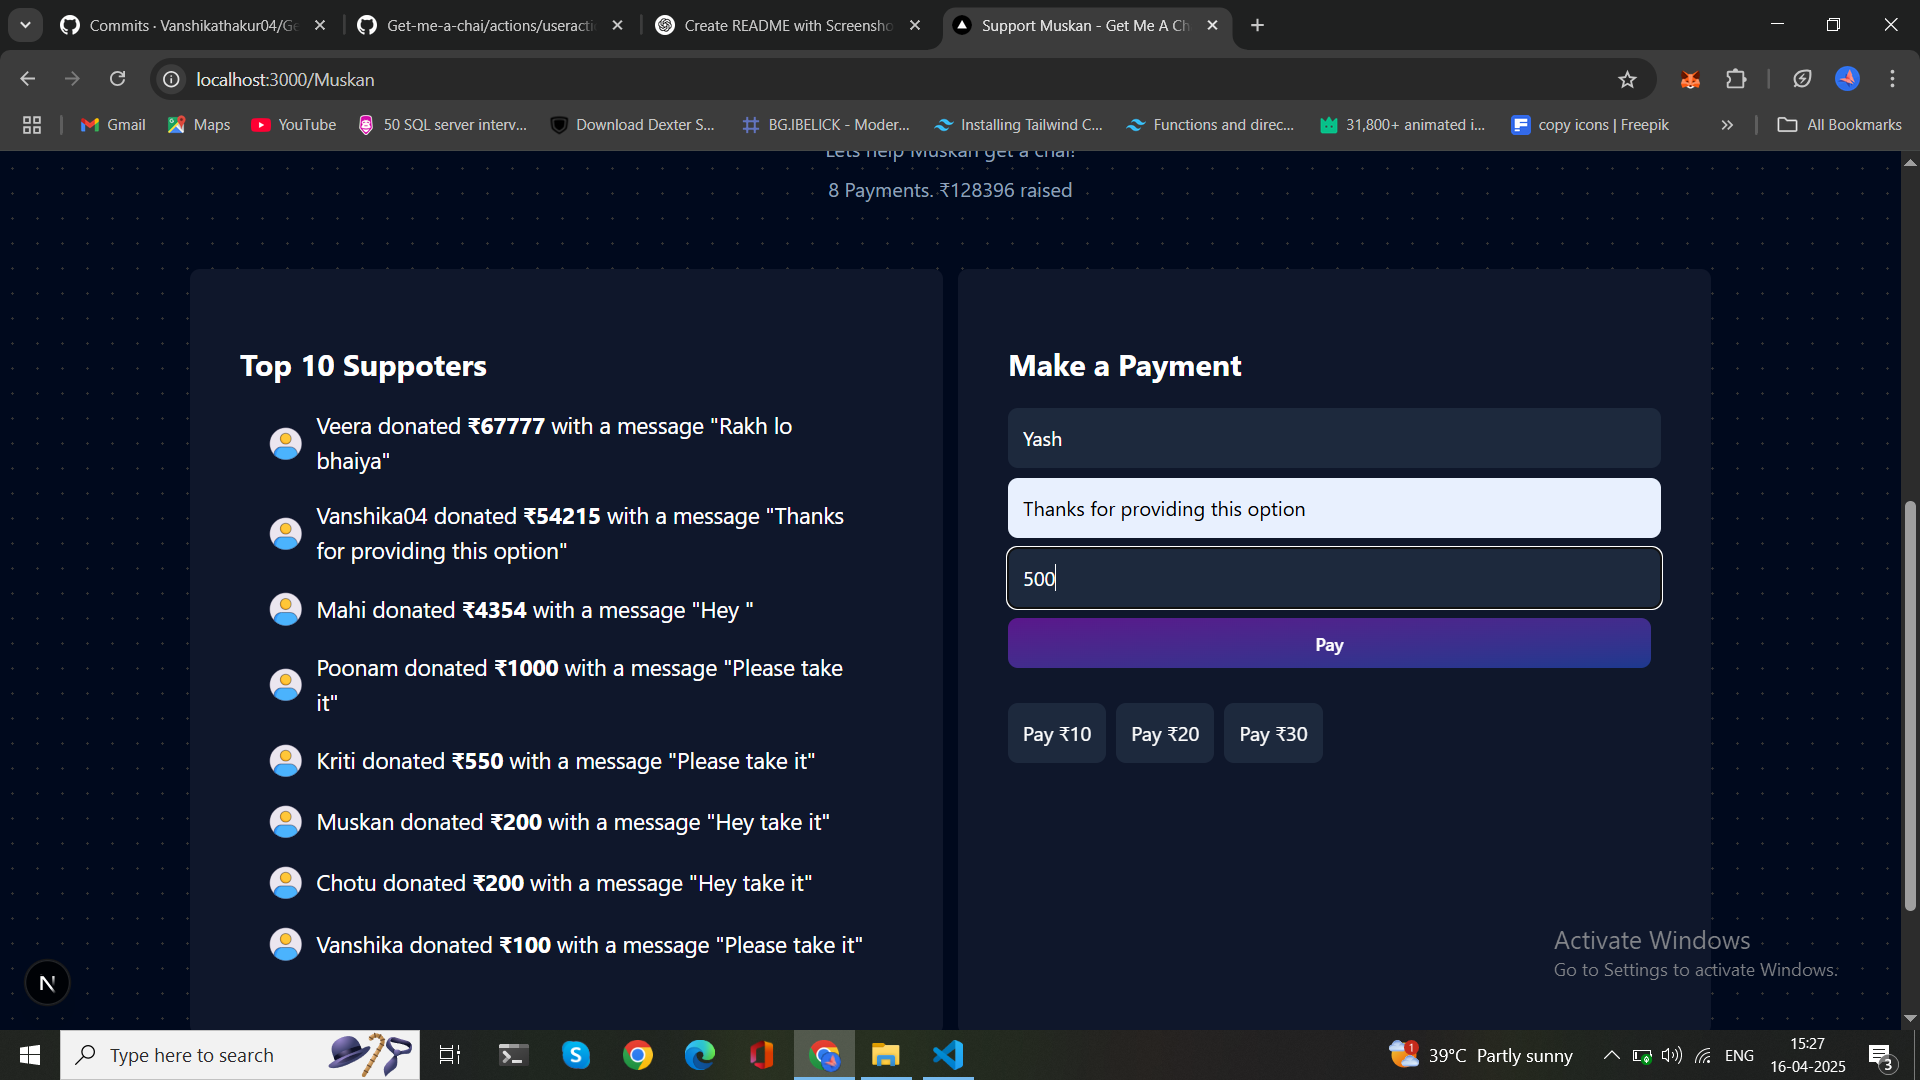 Commits · Vanshikathakur04/Ge
Get-me-a-chai/actions/useracti
Create README with Screensho
Support Muskan - Get Me A Ch
localhost:3000/Muskan
Gmail
Maps
YouTube
50 SQL server interv...
Download Dexter S...
BG.IBELICK - Moder...
Installing Tailwind C...
Functions and direc...
31,800+ animated i...
copy icons | Freepik
All Bookmarks
Lets help Muskan get a chai!
8 Payments. ₹128396 raised
Top 10 Suppoters
Veera donated ₹67777 with a message "Rakh lo
bhaiya"
Vanshika04 donated ₹54215 with a message "Thanks
for providing this option"
Mahi donated ₹4354 with a message "Hey "
Poonam donated ₹1000 with a message "Please take
it"
Kriti donated ₹550 with a message "Please take it"
Muskan donated ₹200 with a message "Hey take it"
Chotu donated ₹200 with a message "Hey take it"
Vanshika donated ₹100 with a message "Please take it"
Make a Payment
Yash
Thanks for providing this option
500
Pay
Pay ₹10
Pay ₹20
Pay ₹30
Activate Windows
Go to Settings to activate Windows.
N
Type here to search
1
39°C Partly sunny
ENG
15:27
16-04-2025
3